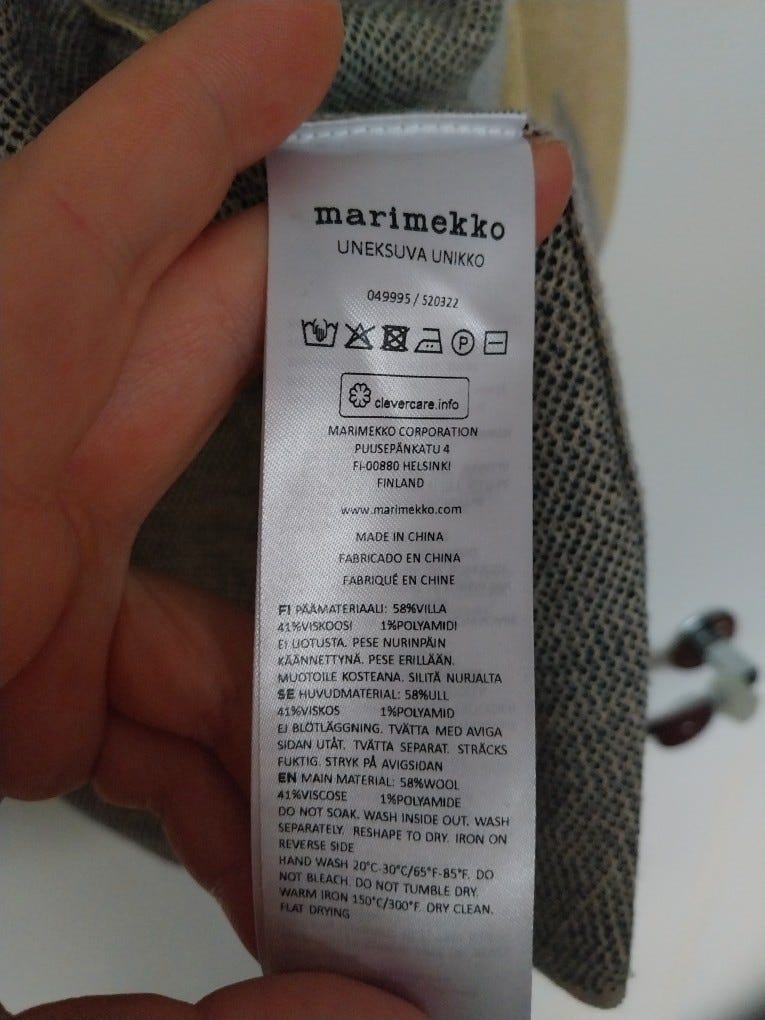 marimekko
UNEKSUVA UNIKKO
049995 / 520322
P
clevercare.info
MARIMEKKO CORPORATION
PUUSEPÄNKATU 4
FI-00880 HELSINKI
FINLAND
www.marimekko.com
MADE IN CHINA
FABRICADO EN CHINA
FABRIQUÉ EN CHINE
FI PÄÄMATERIAALI: 58%VILLA
41%VISKOOSI 1%POLYAMIDI
EI LIOTUSTA. PESE NURINPÄIN
KÄÄNNETTYNÄ. PESE ERILLÄÄN.
MUOTOILE KOSTEANA. SILITÄ NURJALTA
SE HUVUDMATERIAL: 58%ULL
41%VISKOS 1%POLYAMID
EJ BLÖTLÄGGNING. TVÄTTA MED AVIGA
SIDAN UTÅT. TVÄTTA SEPARAT. STRÄCKS
FUKTIG. STRYK PÅ AVIGSIDAN
EN MAIN MATERIAL: 58%WOOL
41%VISCOSE 1%POLYAMIDE
DO NOT SOAK. WASH INSIDE OUT. WASH
SEPARATELY. RESHAPE TO DRY. IRON ON
REVERSE SIDE
HAND WASH 20°C-30°C/65°F-85°F. DO
NOT BLEACH. DO NOT TUMBLE DRY.
WARM IRON 150°C/300°F. DRY CLEAN.
FLAT DRYING